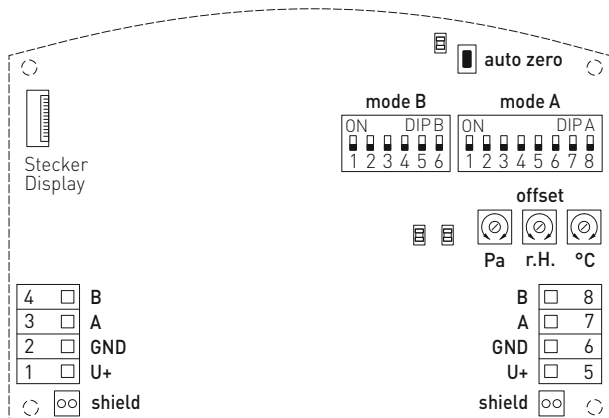 auto zero
mode B mode A
ON DIP B ON DIP A
1 2 3 4 5 6 1 2 3 4 5 6 7 8
Stecker
Display
offset
Pa r.H. °C
4 B B 8
3 A A 7
2 GND GND 6
1 U+ U+ 5
shield shield